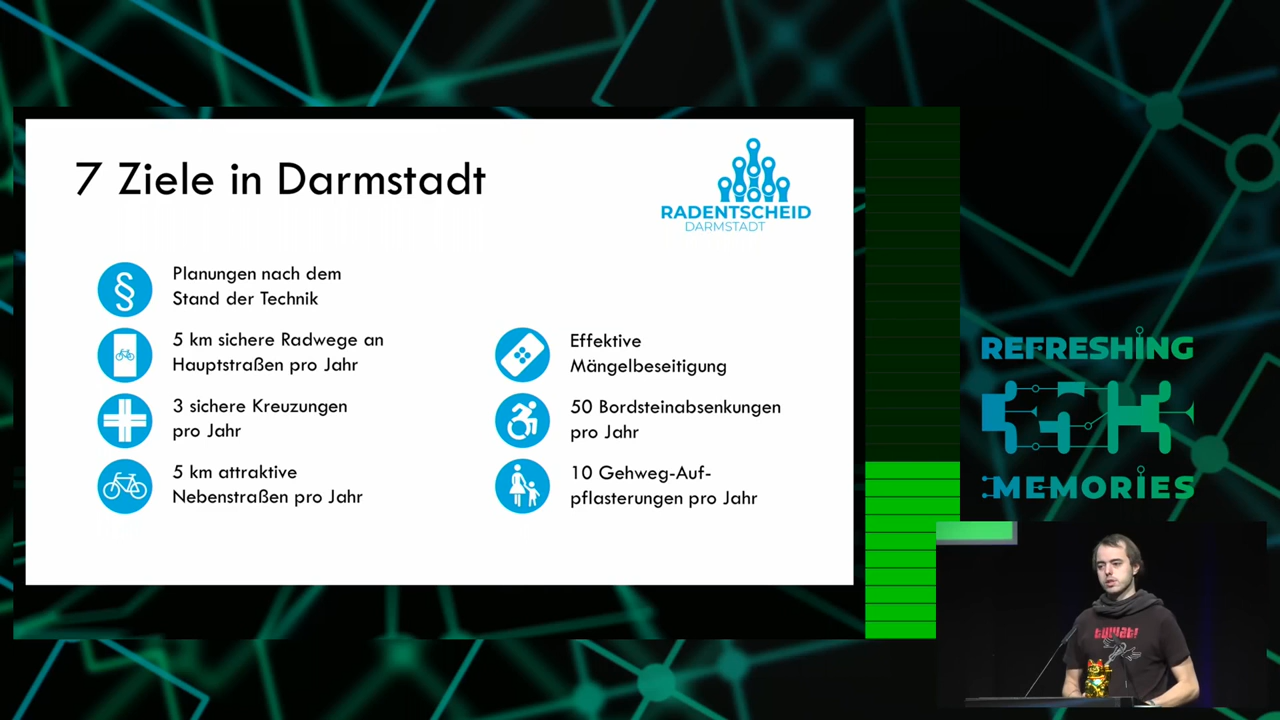 7 Ziele in Darmstadt
RADENTSCHEID
DARMSTADT
§
Planungen nach dem
Stand der Technik
5 km sichere Radwege an
Hauptstraßen pro Jahr
3 sichere Kreuzungen
pro Jahr
5 km attraktive
Nebenstraßen pro Jahr
Effektive
Mängelbeseitigung
50 Bordsteinabsenkungen
pro Jahr
10 Gehweg-Auf-
pflasterungen pro Jahr
REFRESHING
MEMORIES
tuwat!